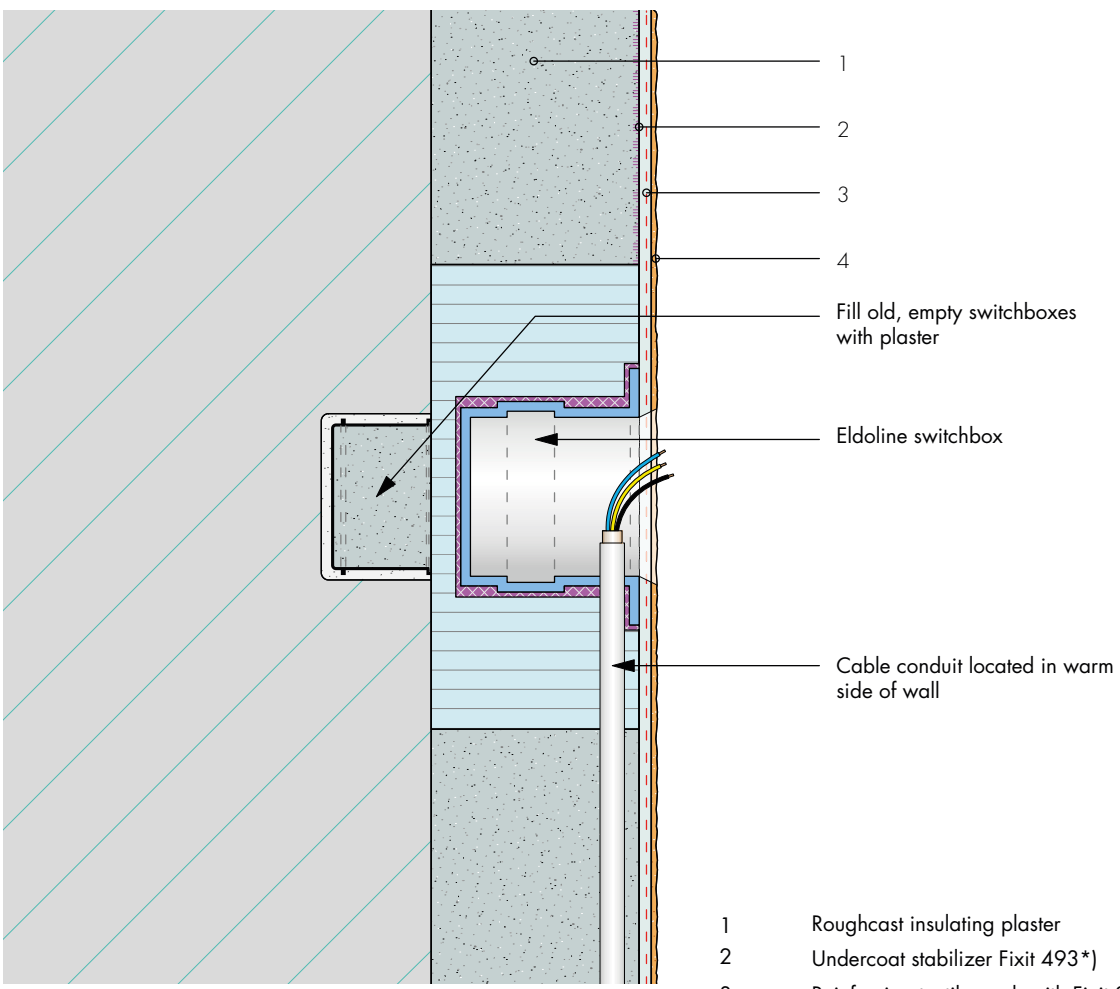 1
2
3
4
Fill old, empty switchboxes
with plaster
Eldoline switchbox
Cable conduit located in warm
side of wall
1 Roughcast insulating plaster
2 Undercoat stabilizer Fixit 493*)